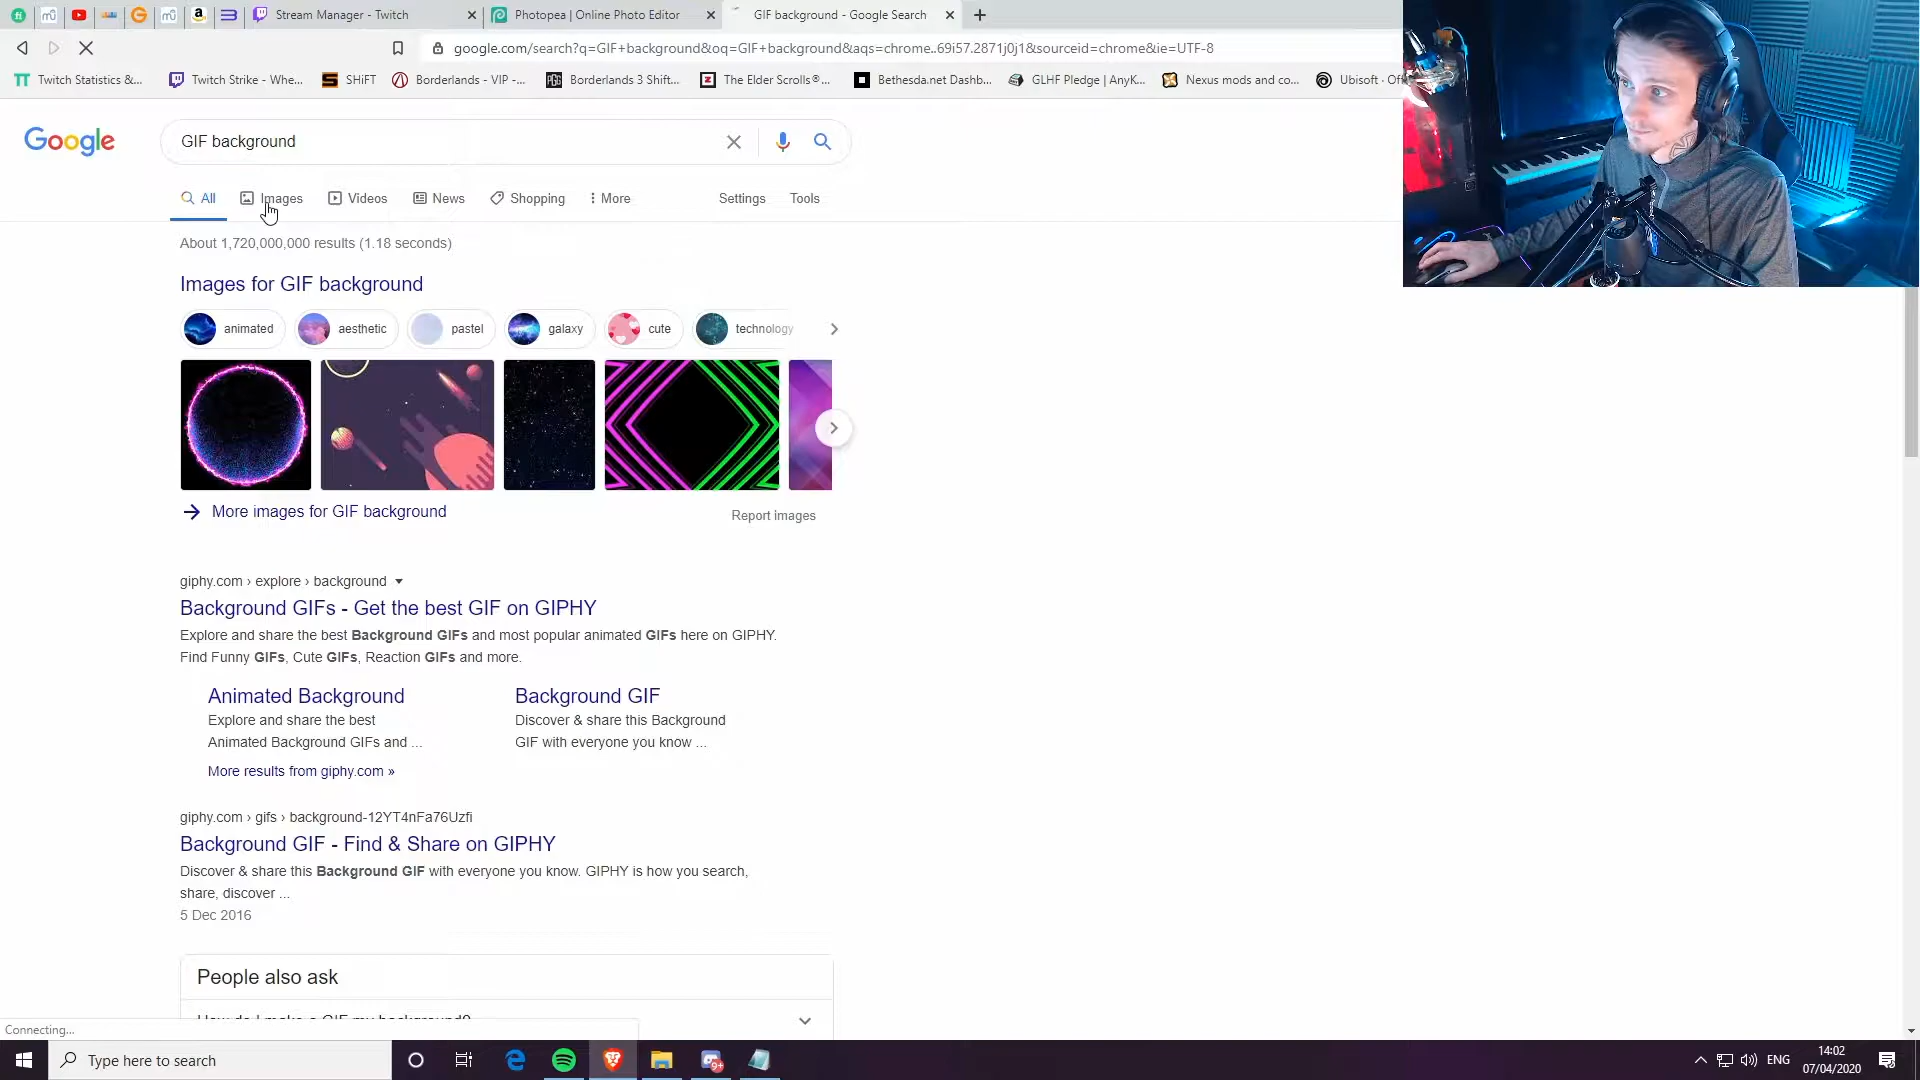 Stream Manager - Twitch
Photopea | Online Photo Editor
GIF background - Google Search
google.com/search?q=GIF+background&oq=GIF+background&aqs=chrome..69i57.2871j0j1&sourceid=chrome&ie=UTF-8
Twitch Statistics &...
Twitch Strike - Whe...
SHiFT
Borderlands - VIP -...
Borderlands 3 Shift...
The Elder Scrolls®...
Bethesda.net Dashb...
GLHF Pledge | AnyK...
Nexus mods and co...
Ubisoft - Off
Google
GIF background
All
Images
Videos
News
Shopping
More
Settings
Tools
About 1,720,000,000 results (1.18 seconds)
Images for GIF background
animated
aesthetic
pastel
galaxy
cute
technology
More images for GIF background
Report images
giphy.com › explore › background
Background GIFs - Get the best GIF on GIPHY
Explore and share the best Background GIFs and most popular animated GIFs here on GIPHY.
Find Funny GIFs, Cute GIFs, Reaction GIFs and more.
Animated Background
Explore and share the best
Animated Background GIFs and ...
Background GIF
Discover & share this Background
GIF with everyone you know ...
More results from giphy.com »
giphy.com › gifs › background-12YT4nFa76Uzfi
Background GIF - Find & Share on GIPHY
Discover & share this Background GIF with everyone you know. GIPHY is how you search,
share, discover ...
5 Dec 2016
People also ask
How do I make a GIF my background?
Connecting...
Type here to search
9+
ENG
14:02
07/04/2020